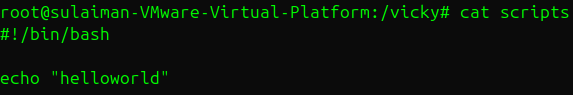 root@sulaiman-VMware-Virtual-Platform:/vicky# cat scripts
#!/bin/bash
echo "helloworld"